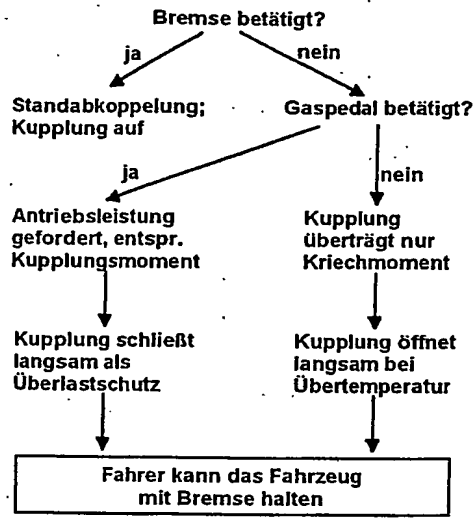 Bremse betätigt?
ja
nein
Standabkoppelung;
Kupplung auf
Gaspedal betätigt?
ja
nein
Antriebsleistung
gefordert, entspr.
Kupplungsmoment
Kupplung
überträgt nur
Kriechmoment
Kupplung schließt
langsam als
Überlastschutz
Kupplung öffnet
langsam bei
Übertemperatur
Fahrer kann das Fahrzeug
mit Bremse halten